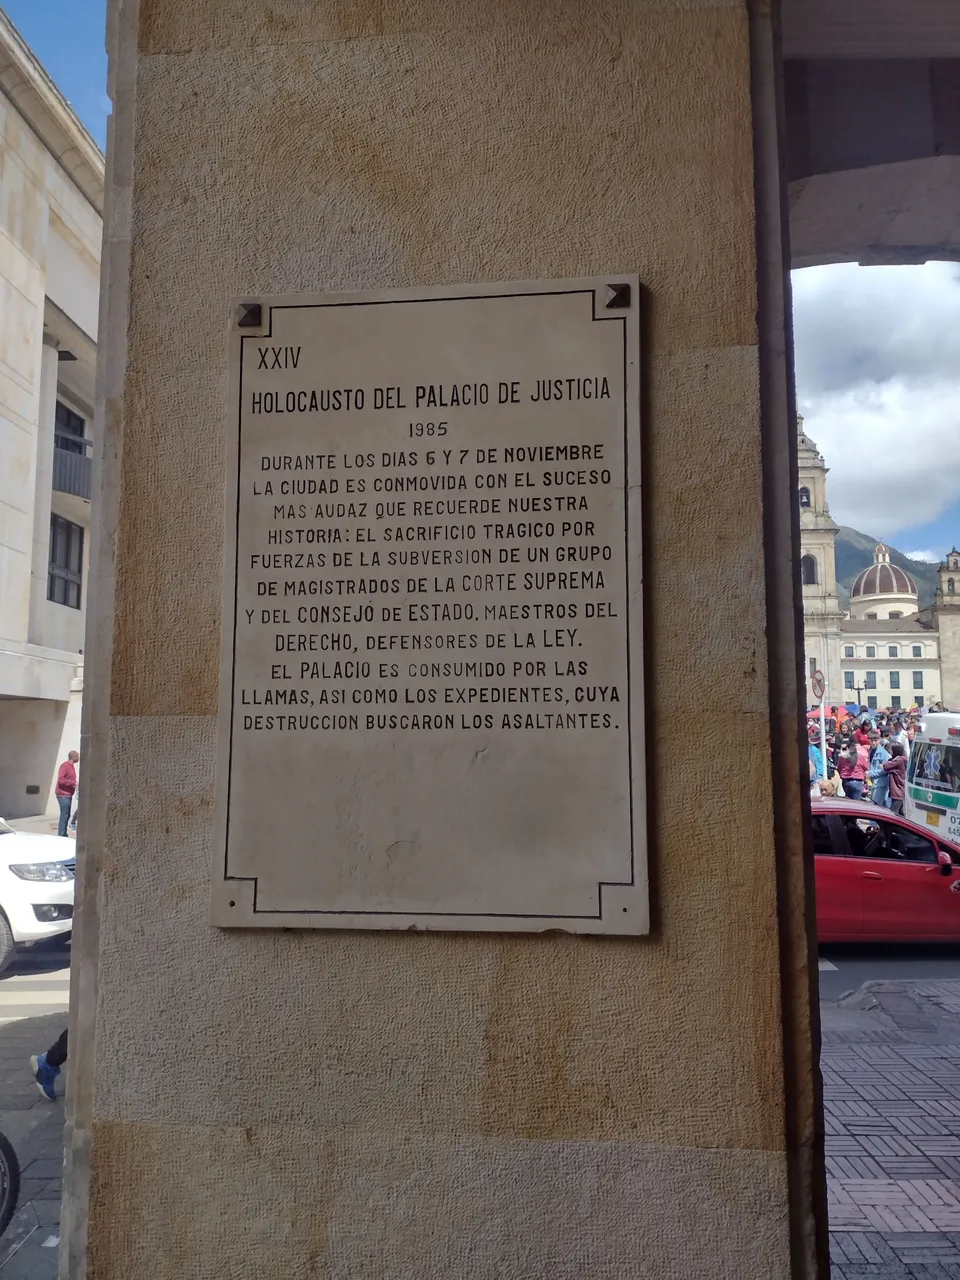 XXIV
HOLOCAUSTO DEL PALACIO DE JUSTICIA
1985
DURANTE LOS DIAS 6 Y 7 DE NOVIEMBRE
LA CIUDAD ES CONMOVIDA CON EL SUCESO
MAS AUDAZ QUE RECUERDE NUESTRA
HISTORIA: EL SACRIFICIO TRAGICO POR
FUERZAS DE LA SUBVERSION DE UN GRUPO
DE MAGISTRADOS DE LA CORTE SUPREMA
Y DEL CONSEJO DE ESTADO, MAESTROS DEL
DERECHO, DEFENSORES DE LA LEY.
EL PALACIO ES CONSUMIDO POR LAS
LLAMAS, ASI COMO LOS EXPEDIENTES, CUYA
DESTRUCCION BUSCARON LOS ASALTANTES.